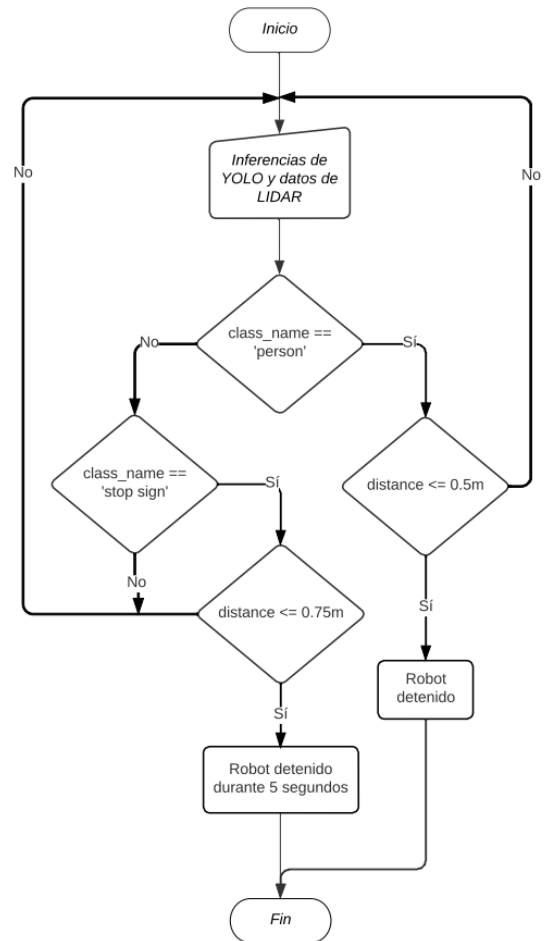 Inicio
No
No
Inferencias de
YOLO y datos de
LIDAR
class_name ==
'person'
No
Sí
class_name ==
'stop sign'
Sí
distance <= 0.5m
No
distance <= 0.75m
Sí
Sí
Robot
detenido
Robot detenido
durante 5 segundos
Fin